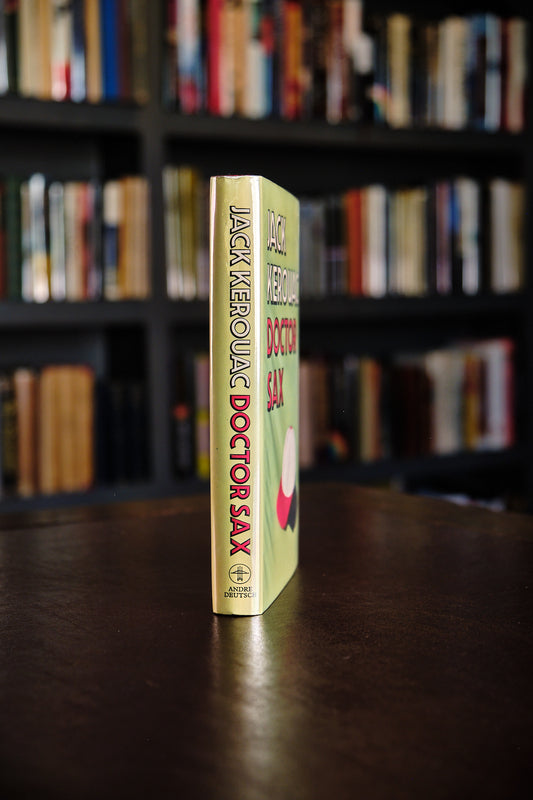 JACK KEROUAC DOCTOR SAX
ANDRE
DEUTSCH
JACK
KEROUAC
DOCTOR
SAX